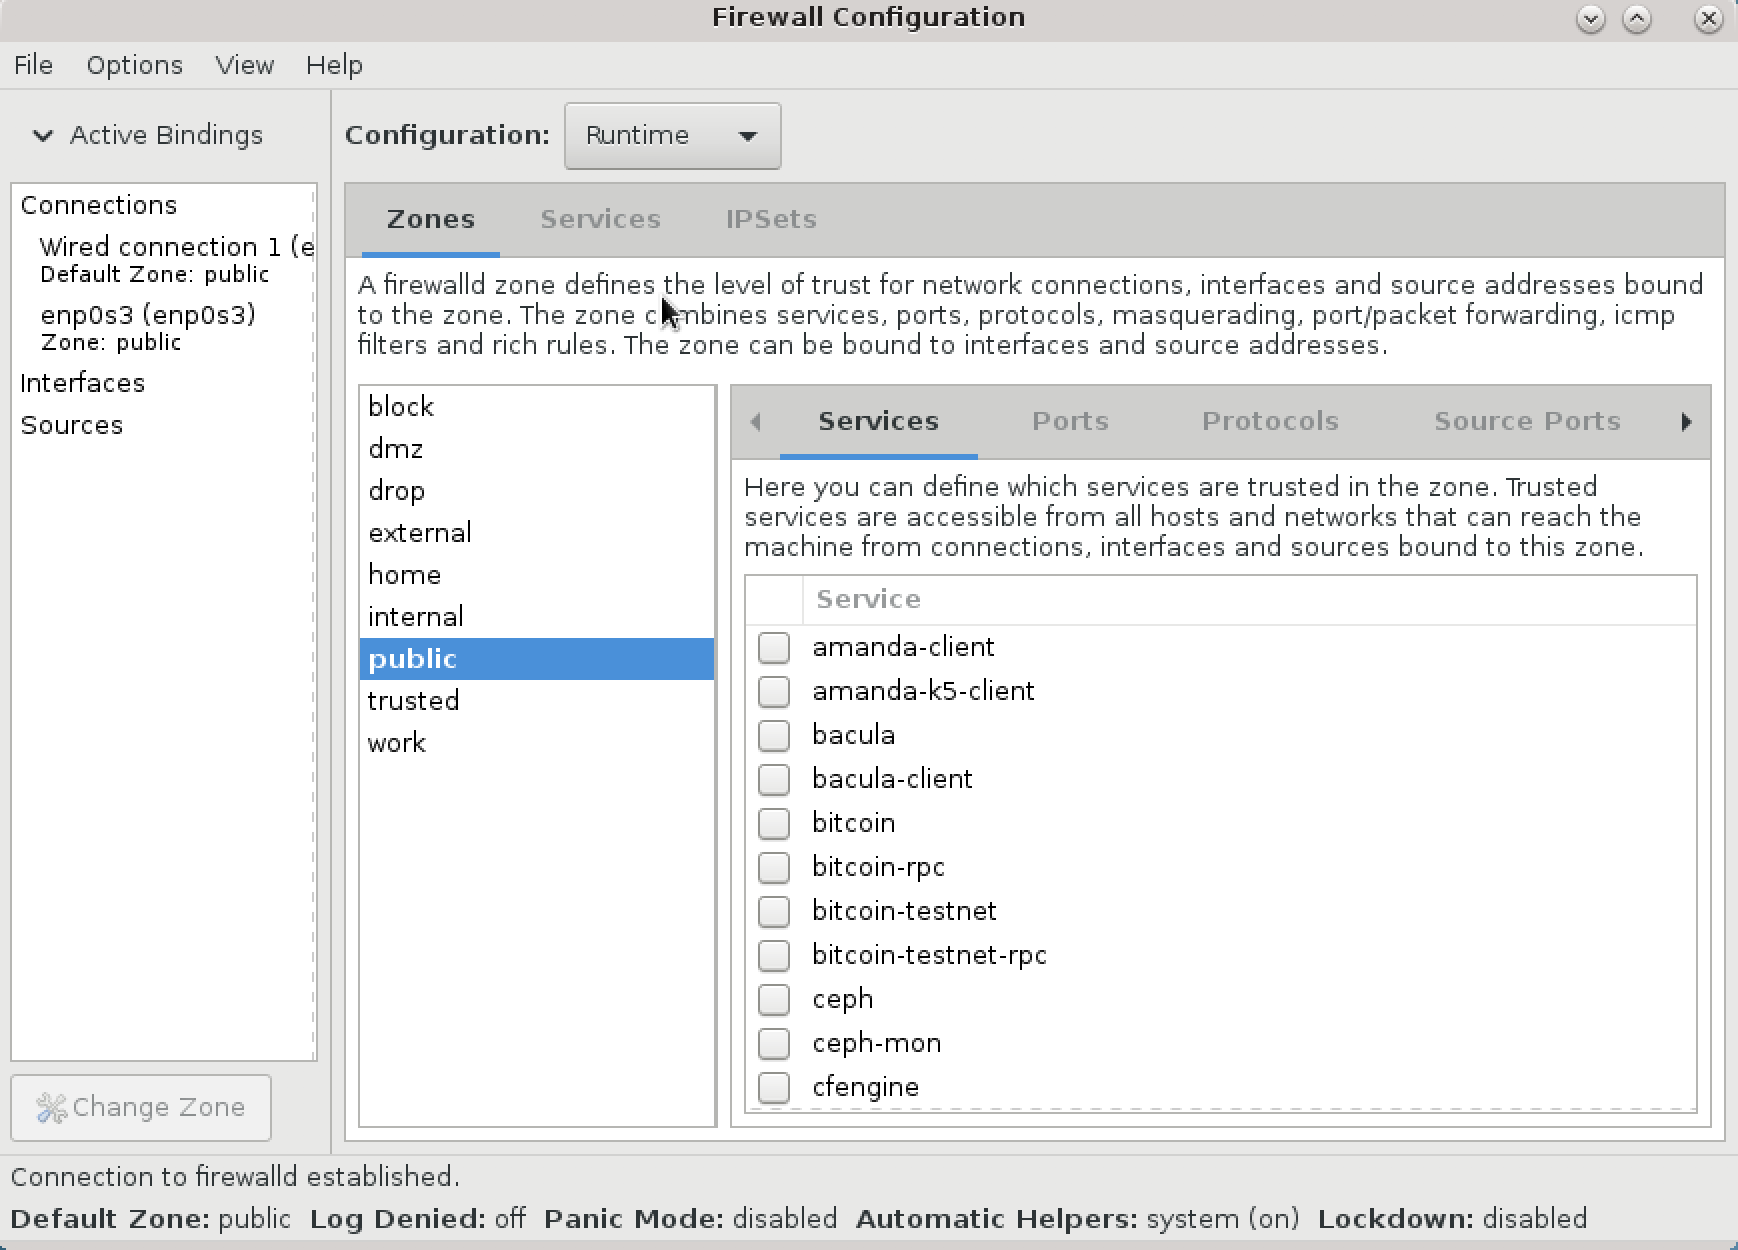 Firewall Configuration
File Options View Help
Active Bindings
Configuration: Runtime
Connections
Wired connection 1 (e
Default Zone: public
enp0s3 (enp0s3)
Zone: public
Interfaces
Sources
Change Zone
Zones Services IPSets
A firewalld zone defines the level of trust for network connections, interfaces and source addresses bound
to the zone. The zone combines services, ports, protocols, masquerading, port/packet forwarding, icmp
filters and rich rules. The zone can be bound to interfaces and source addresses.
block
dmz
drop
external
home
internal
public
trusted
work
Services Ports Protocols Source Ports
Here you can define which services are trusted in the zone. Trusted
services are accessible from all hosts and networks that can reach the
machine from connections, interfaces and sources bound to this zone.
Service
amanda-client
amanda-k5-client
bacula
bacula-client
bitcoin
bitcoin-rpc
bitcoin-testnet
bitcoin-testnet-rpc
ceph
ceph-mon
cfengine
Connection to firewalld established.
Default Zone: public Log Denied: off Panic Mode: disabled Automatic Helpers: system (on) Lockdown: disabled